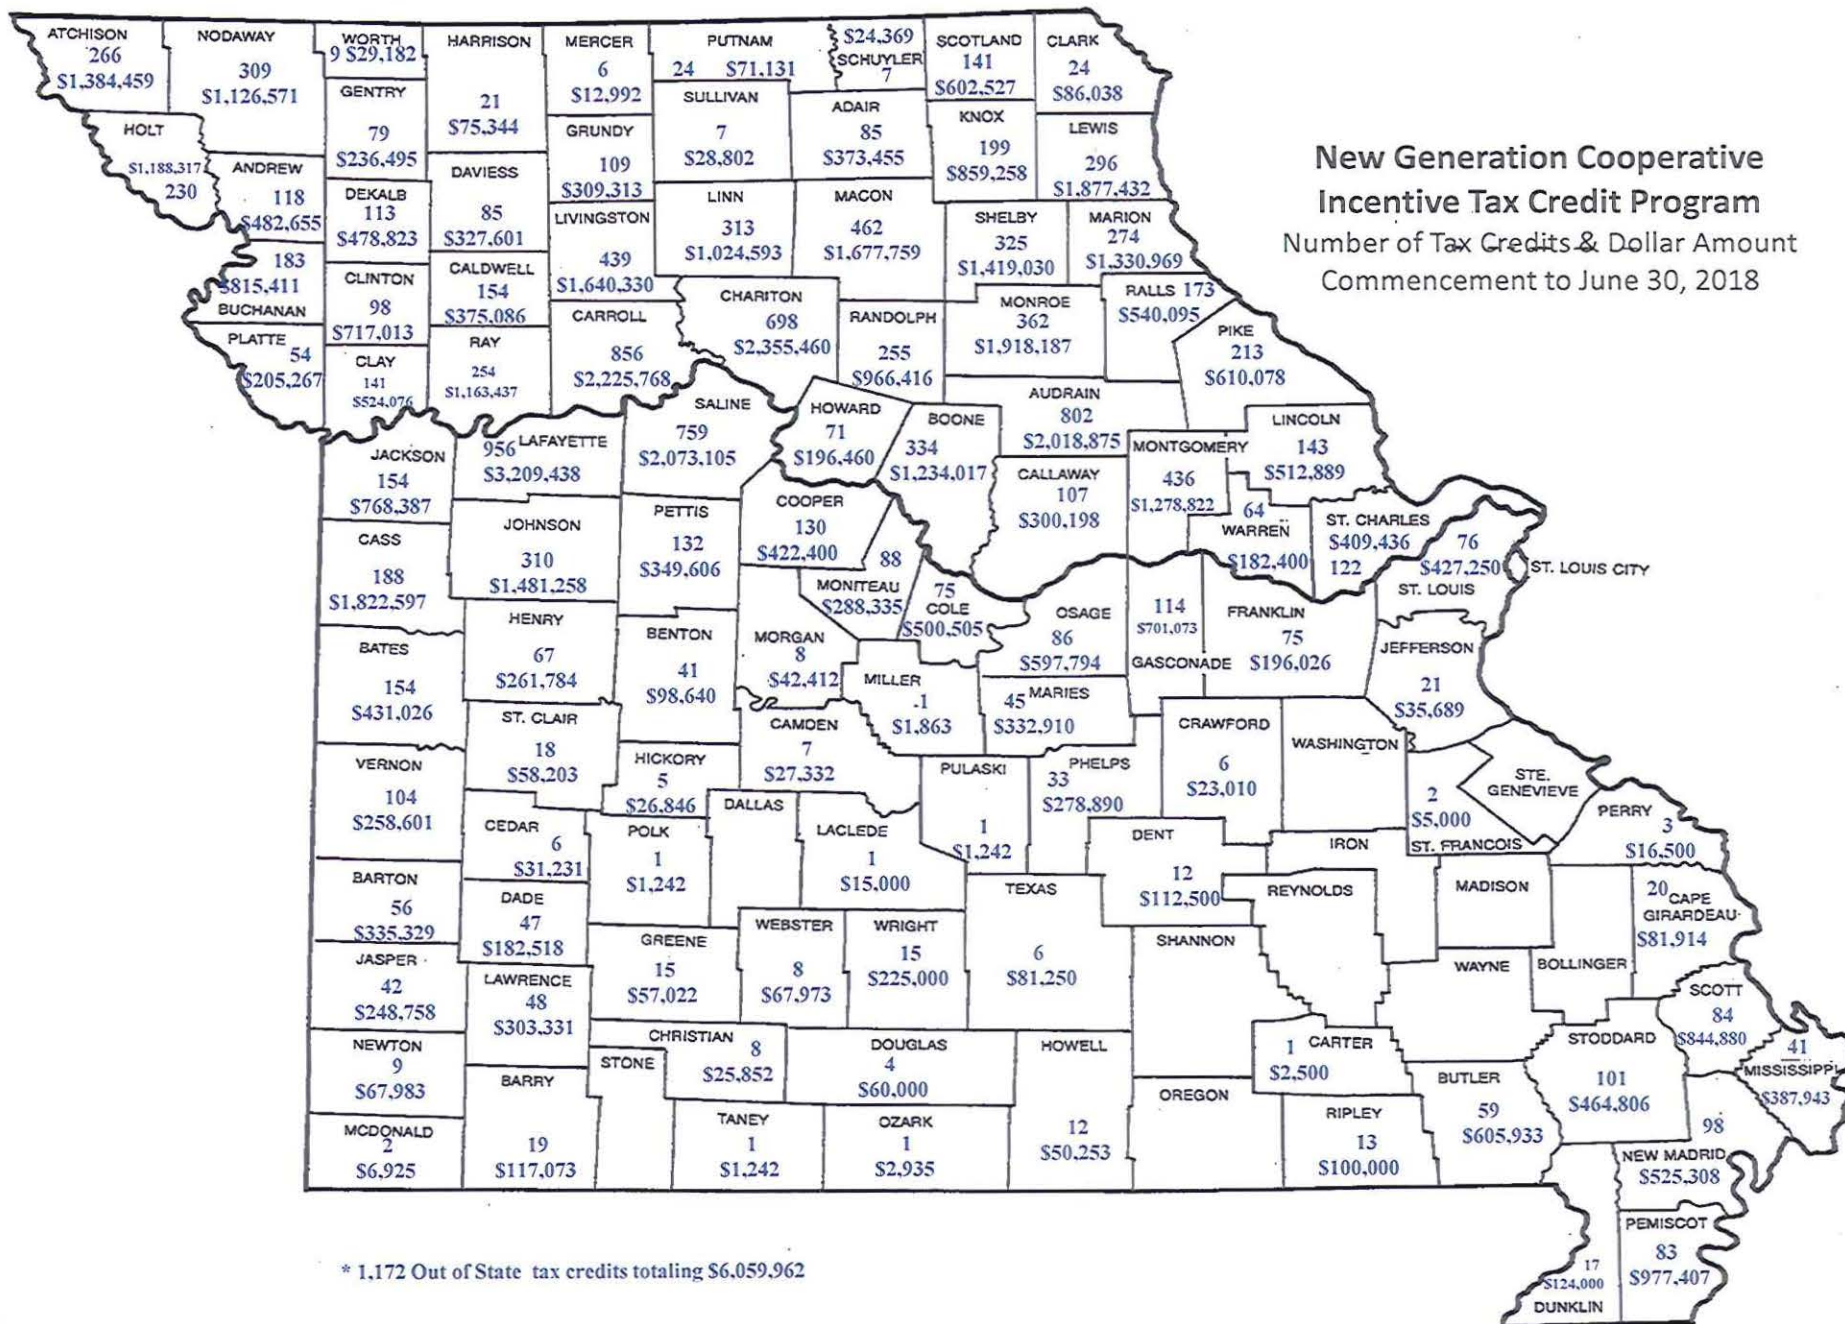 New Generation Cooperative
Incentive Tax Credit Program
Number of Tax Credits & Dollar Amount
Commencement to June 30, 2018
ATCHISON
266
$1,384,459
NODAWAY
309
$1,126,571
WORTH
9 $29,182
HARRISON
21
$75,344
MERCER
6
$12,992
PUTNAM
24 $71,131
$24,369
SCHUYLER
7
SCOTLAND
141
$602,527
CLARK
24
$86,038
HOLT
$1,188,317
230
ANDREW
118
$482,655
GENTRY
79
$236,495
DEKALB
113
$478,823
DAVIESS
85
$327,601
GRUNDY
109
$309,313
SULLIVAN
7
$28,802
ADAIR
85
$373,455
KNOX
199
$859,258
LEWIS
296
$1,877,432
183
$815,411
BUCHANAN
CLINTON
98
$717,013
CALDWELL
154
$375,086
LIVINGSTON
439
$1,640,330
LINN
313
$1,024,593
MACON
462
$1,677,759
SHELBY
325
$1,419,030
MARION
274
$1,330,969
PLATTE
54
$205,267
CLAY
141
$524,076
RAY
254
$1,163,437
CARROLL
856
$2,225,768
CHARITON
698
$2,355,460
RANDOLPH
255
$966,416
MONROE
362
$1,918,187
RALLS 173
$540,095
PIKE
213
$610,078
JACKSON
154
$768,387
956 LAFAYETTE
$3,209,438
SALINE
759
$2,073,105
HOWARD
71
$196,460
BOONE
334
$1,234,017
AUDRAIN
802
$2,018,875
CALLAWAY
107
$300,198
MONTGOMERY
436
$1,278,822
LINCOLN
143
$512,889
64
WARREN
$182,400
ST. CHARLES
$409,436
122
76
$427,250
ST. LOUIS
ST. LOUIS CITY
CASS
188
$1,822,597
JOHNSON
310
$1,481,258
PETTIS
132
$349,606
COOPER
130
$422,400
88
MONITEAU
$288,335
75
COLE
$500,505
OSAGE
86
$597,794
114
$701,073
GASCONADE
FRANKLIN
75
$196,026
JEFFERSON
21
$35,689
BATES
154
$431,026
HENRY
67
$261,784
BENTON
41
$98,640
MORGAN
8
$42,412
MILLER
.1
$1,863
45 MARIES
$332,910
CRAWFORD
6
$23,010
WASHINGTON
VERNON
104
$258,601
ST. CLAIR
18
$58,203
HICKORY
5
$26,846
CAMDEN
7
$27,332
PULASKI
1
$1,242
33 PHELPS
$278,890
2
$5,000
ST. FRANCOIS
STE.
GENEVIEVE
PERRY 3
$16,500
CEDAR
6
$31,231
POLK
1
$1,242
DALLAS
LACLEDE
1
$15,000
DENT
12
$112,500
IRON
REYNOLDS
MADISON
20
CAPE
GIRARDEAU
$81,914
BARTON
56
$335,329
DADE
47
$182,518
GREENE
15
$57,022
WEBSTER
8
$67,973
WRIGHT
15
$225,000
TEXAS
6
$81,250
SHANNON
WAYNE
BOLLINGER
SCOTT
84
$844,880
JASPER
42
$248,758
LAWRENCE
48
$303,331
CHRISTIAN 8
$25,852
DOUGLAS
4
$60,000
HOWELL
12
$50,253
1 CARTER
$2,500
STODDARD
101
$464,806
41
MISSISSIPPI
$387,943
NEWTON
9
$67,983
BARRY
19
$117,073
STONE
TANEY
1
$1,242
OZARK
1
$2,935
OREGON
RIPLEY
13
$100,000
BUTLER
59
$605,933
98
NEW MADRID
$525,308
MCDONALD
2
$6,925
PEMISCOT
83
$977,407
17
$124,000
DUNKLIN
* 1,172 Out of State tax credits totaling $6,059,962